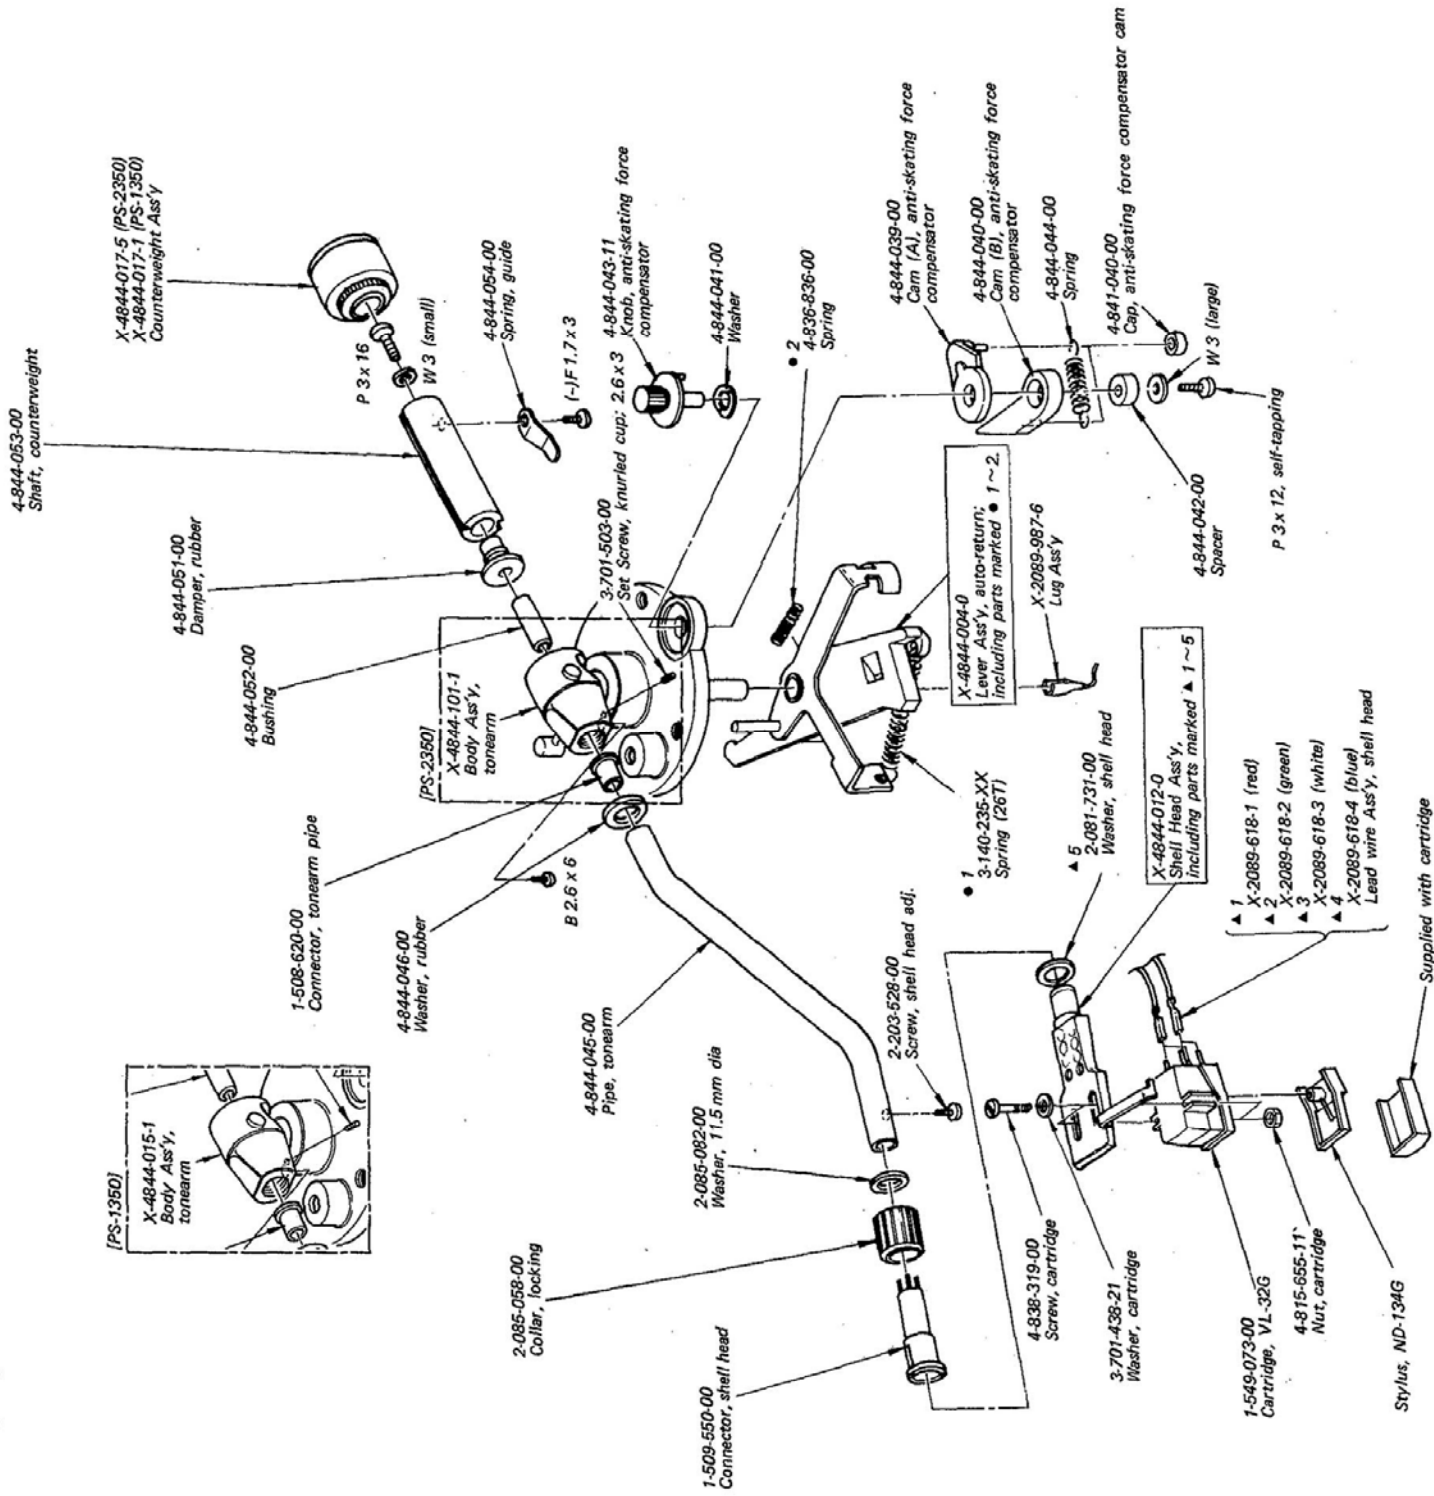 4-844-053-00
Shaft, counterweight
X-4844-017-5 (PS-2350)
X-4844-017-1 (PS-1350)
Counterweight Ass'y
P 3 x 16
W 3 (small)
4-844-054-00
Spring, guide
(-)F 1.7 x 3
4-844-051-00
Damper, rubber
4-844-052-00
Bushing
3-701-503-00
Set Screw, knurled cup; 2.6 x 3
4-844-043-11
Knob, anti-skating force
compensator
4-844-041-00
Washer
● 2
4-836-836-00
Spring
4-844-039-00
Cam (A), anti-skating force
compensator
4-844-040-00
Cam (B), anti-skating force
compensator
4-844-044-00
Spring
4-841-040-00
Cap, anti-skating force compensator cam
W 3 (large)
P 3 x 12, self-tapping
4-844-042-00
Spacer
[PS-2350]
X-4844-101-1
Body Ass'y,
tonearm
X-4844-004-0
Lever Ass'y, auto-return;
including parts marked ● 1 ~ 2.
X-2089-987-6
Lug Ass'y
● 1
3-140-235-XX
Spring (26T)
1-508-620-00
Connector, tonearm pipe
4-844-046-00
Washer, rubber
B 2.6 x 6
4-844-045-00
Pipe, tonearm
[PS-1350]
X-4844-015-1
Body Ass'y,
tonearm
2-203-528-00
Screw, shell head adj.
2-085-082-00
Washer, 11.5 mm dia
2-085-058-00
Collar, locking
1-509-550-00
Connector, shell head
▲ 5
2-081-731-00
Washer, shell head
X-4844-012-0
Shell Head Ass'y,
including parts marked ▲ 1 ~ 5
▲ 1
X-2089-618-1 (red)
▲ 2
X-2089-618-2 (green)
▲ 3
X-2089-618-3 (white)
▲ 4
X-2089-618-4 (blue)
Lead wire Ass'y, shell head
4-838-319-00
Screw, cartridge
3-701-438-21
Washer, cartridge
1-549-073-00
Cartridge, VL-32G
4-815-655-11
Nut, cartridge
Stylus, ND-134G
Supplied with cartridge